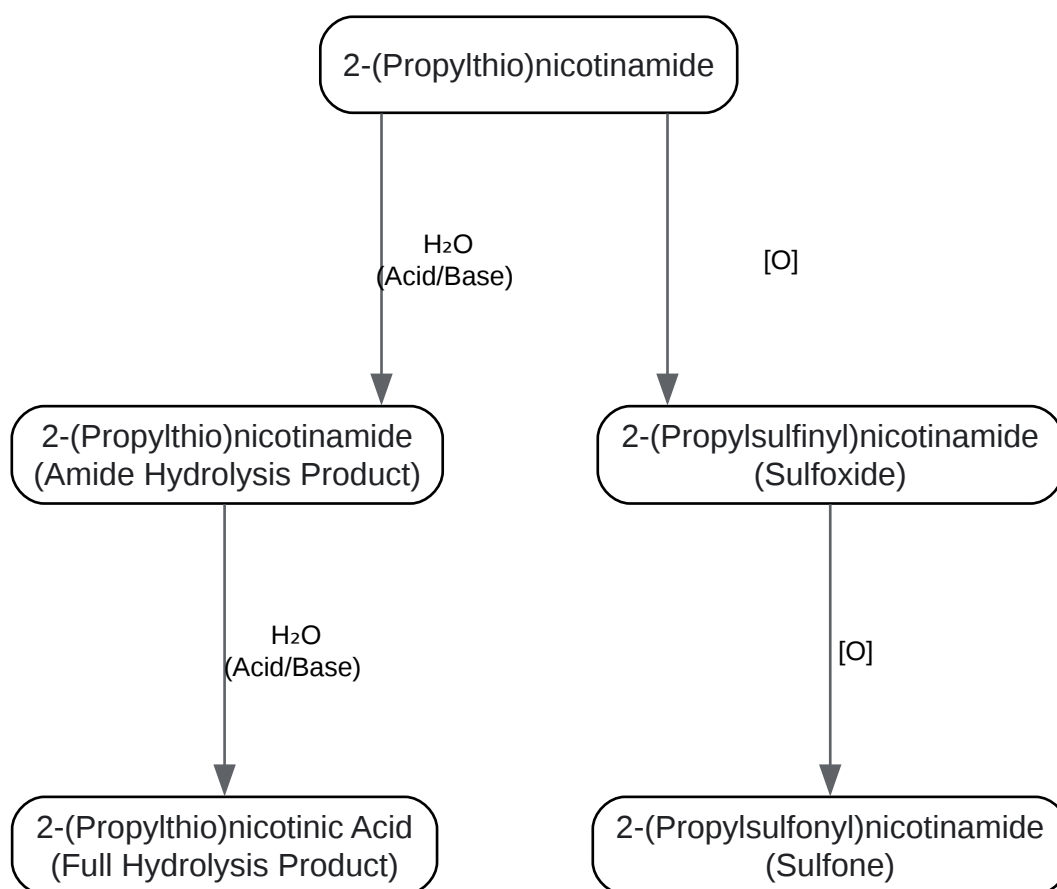 2-(Propylthio)nicotinamide
H₂O
(Acid/Base)
[O]
2-(Propylthio)nicotinamide
(Amide Hydrolysis Product)
2-(Propylsulfinyl)nicotinamide
(Sulfoxide)
H₂O
(Acid/Base)
[O]
2-(Propylthio)nicotinic Acid
(Full Hydrolysis Product)
2-(Propylsulfonyl)nicotinamide
(Sulfone)